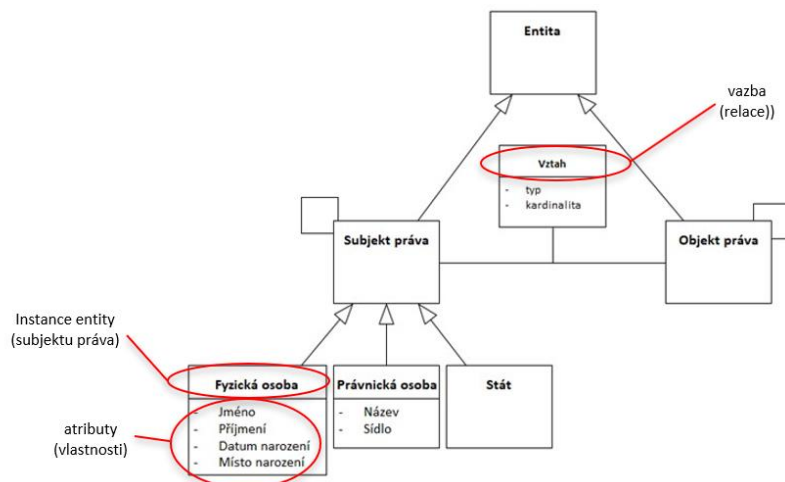 Entita
vazba
(relace))
Vztah
- typ
- kardinalita
Subjekt práva
Objekt práva
Instance entity
(subjektu práva)
Fyzická osoba
- Jméno
- Příjmení
- Datum narození
- Místo narození
Právnická osoba
- Název
- Sídlo
Stát
atributy
(vlastnosti)